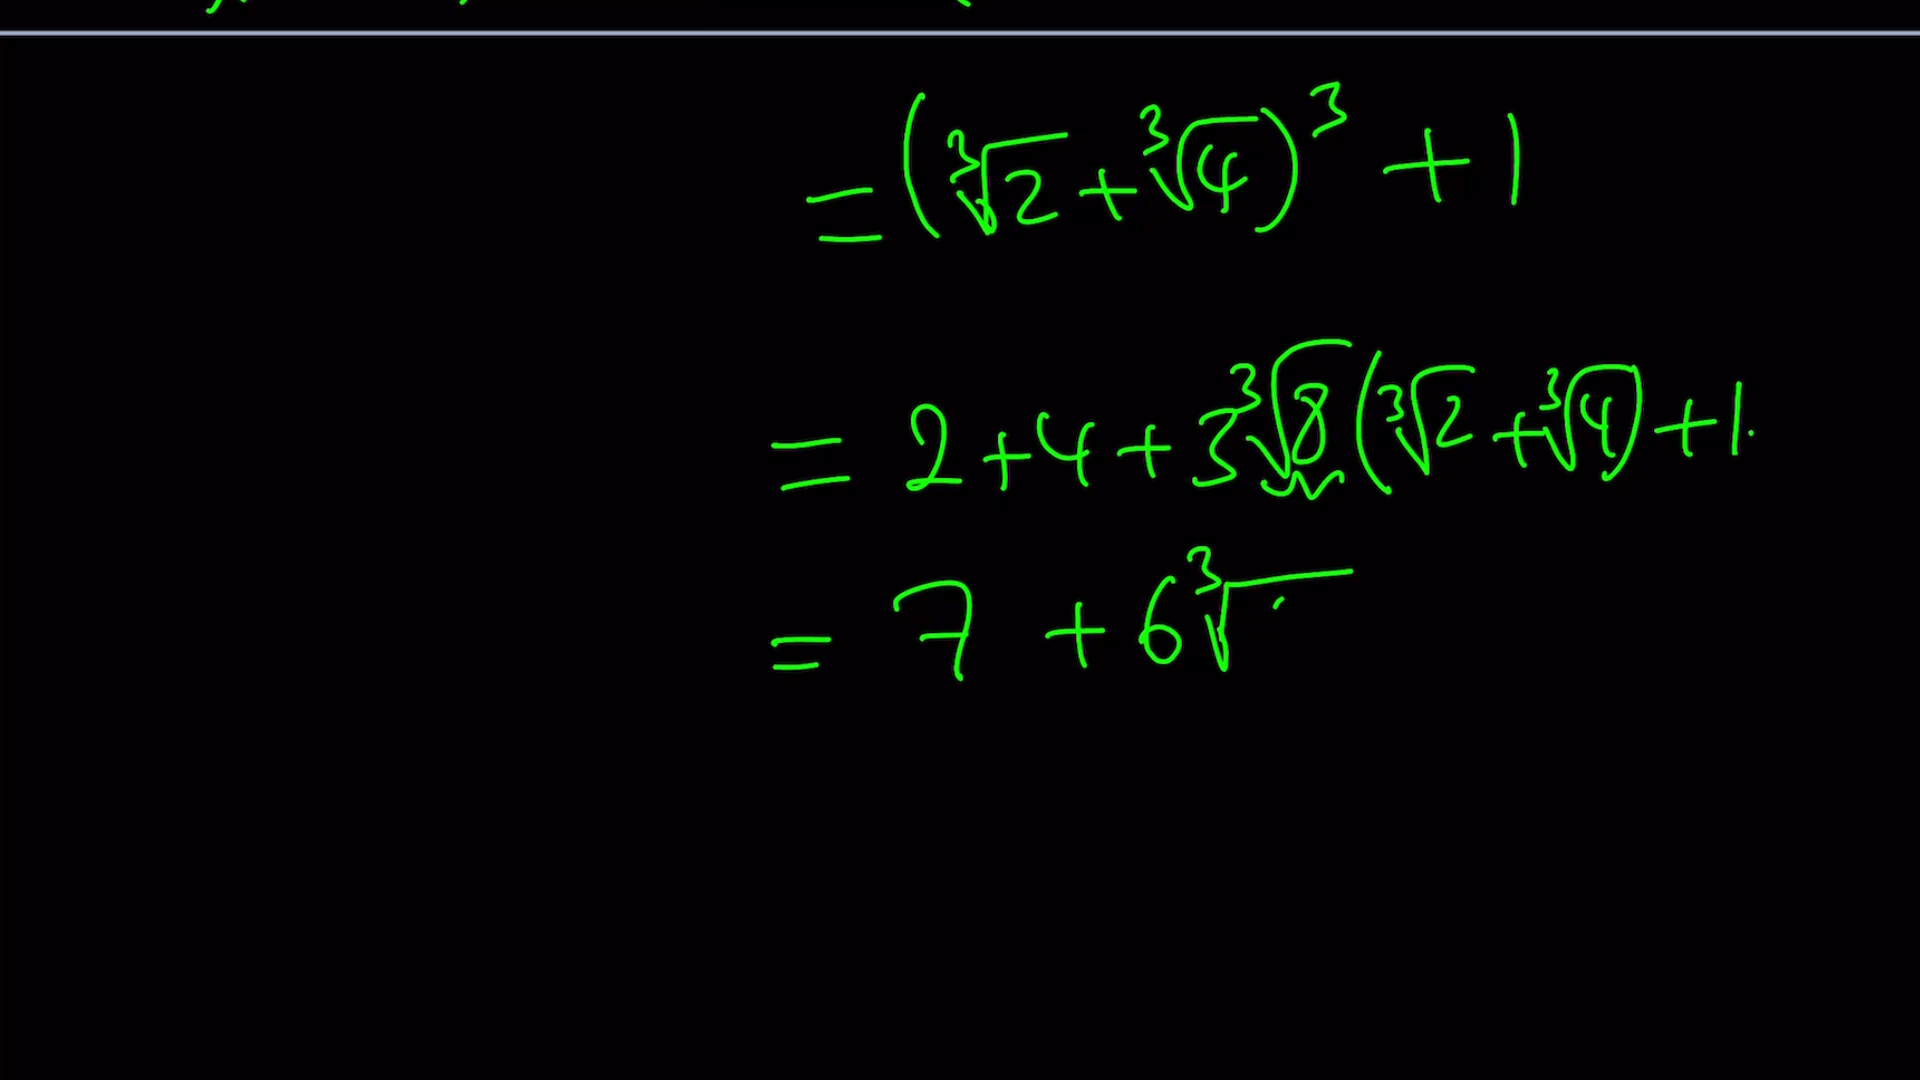 = (∛2 + ∛4)³ + 1
= 2 + 4 + 3∛8 (∛2 + ∛4) + 1.
= 7 + 6∛